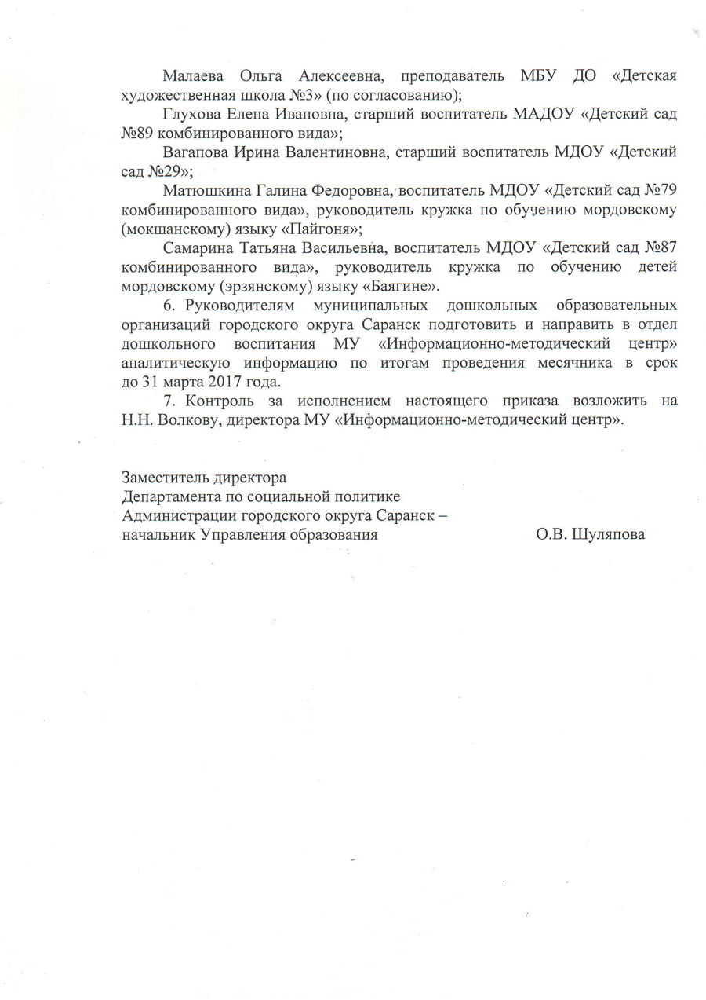 Малаева Ольга Алексеевна, преподаватель МБУ ДО «Детская
художественная школа №3» (по согласованию);
Глухова Елена Ивановна, старший воспитатель МАДОУ «Детский сад
№89 комбинированного вида»;
Вагапова Ирина Валентиновна, старший воспитатель МДОУ «Детский
сад №29»;
Матюшкина Галина Федоровна, воспитатель МДОУ «Детский сад №79
комбинированного вида», руководитель кружка по обучению мордовскому
(мокшанскому) языку «Пайгоня»;
Самарина Татьяна Васильевна, воспитатель МДОУ «Детский сад №87
комбинированного вида», руководитель кружка по обучению детей
мордовскому (эрзянскому) языку «Баягине».
6. Руководителям муниципальных дошкольных образовательных
организаций городского округа Саранск подготовить и направить в отдел
дошкольного воспитания МУ «Информационно-методический центр»
аналитическую информацию по итогам проведения месячника в срок
до 31 марта 2017 года.
7. Контроль за исполнением настоящего приказа возложить на
Н.Н. Волкову, директора МУ «Информационно-методический центр».
Заместитель директора
Департамента по социальной политике
Администрации городского округа Саранск –
начальник Управления образования О.В. Шуляпова